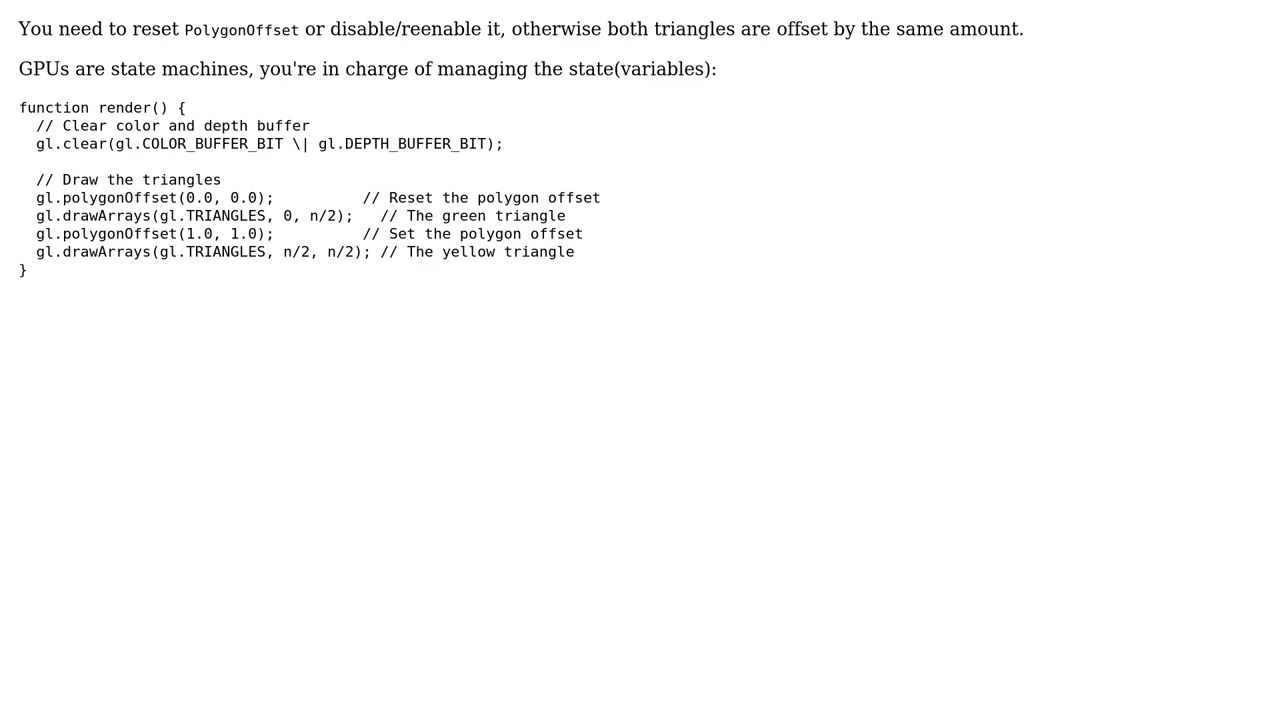 You need to reset PolygonOffset or disable/reenable it, otherwise both triangles are offset by the same amount.
GPUs are state machines, you're in charge of managing the state(variables):
function render() {
  // Clear color and depth buffer
  gl.clear(gl.COLOR_BUFFER_BIT \| gl.DEPTH_BUFFER_BIT);

  // Draw the triangles
  gl.polygonOffset(0.0, 0.0);          // Reset the polygon offset
  gl.drawArrays(gl.TRIANGLES, 0, n/2);   // The green triangle
  gl.polygonOffset(1.0, 1.0);          // Set the polygon offset
  gl.drawArrays(gl.TRIANGLES, n/2, n/2); // The yellow triangle
}